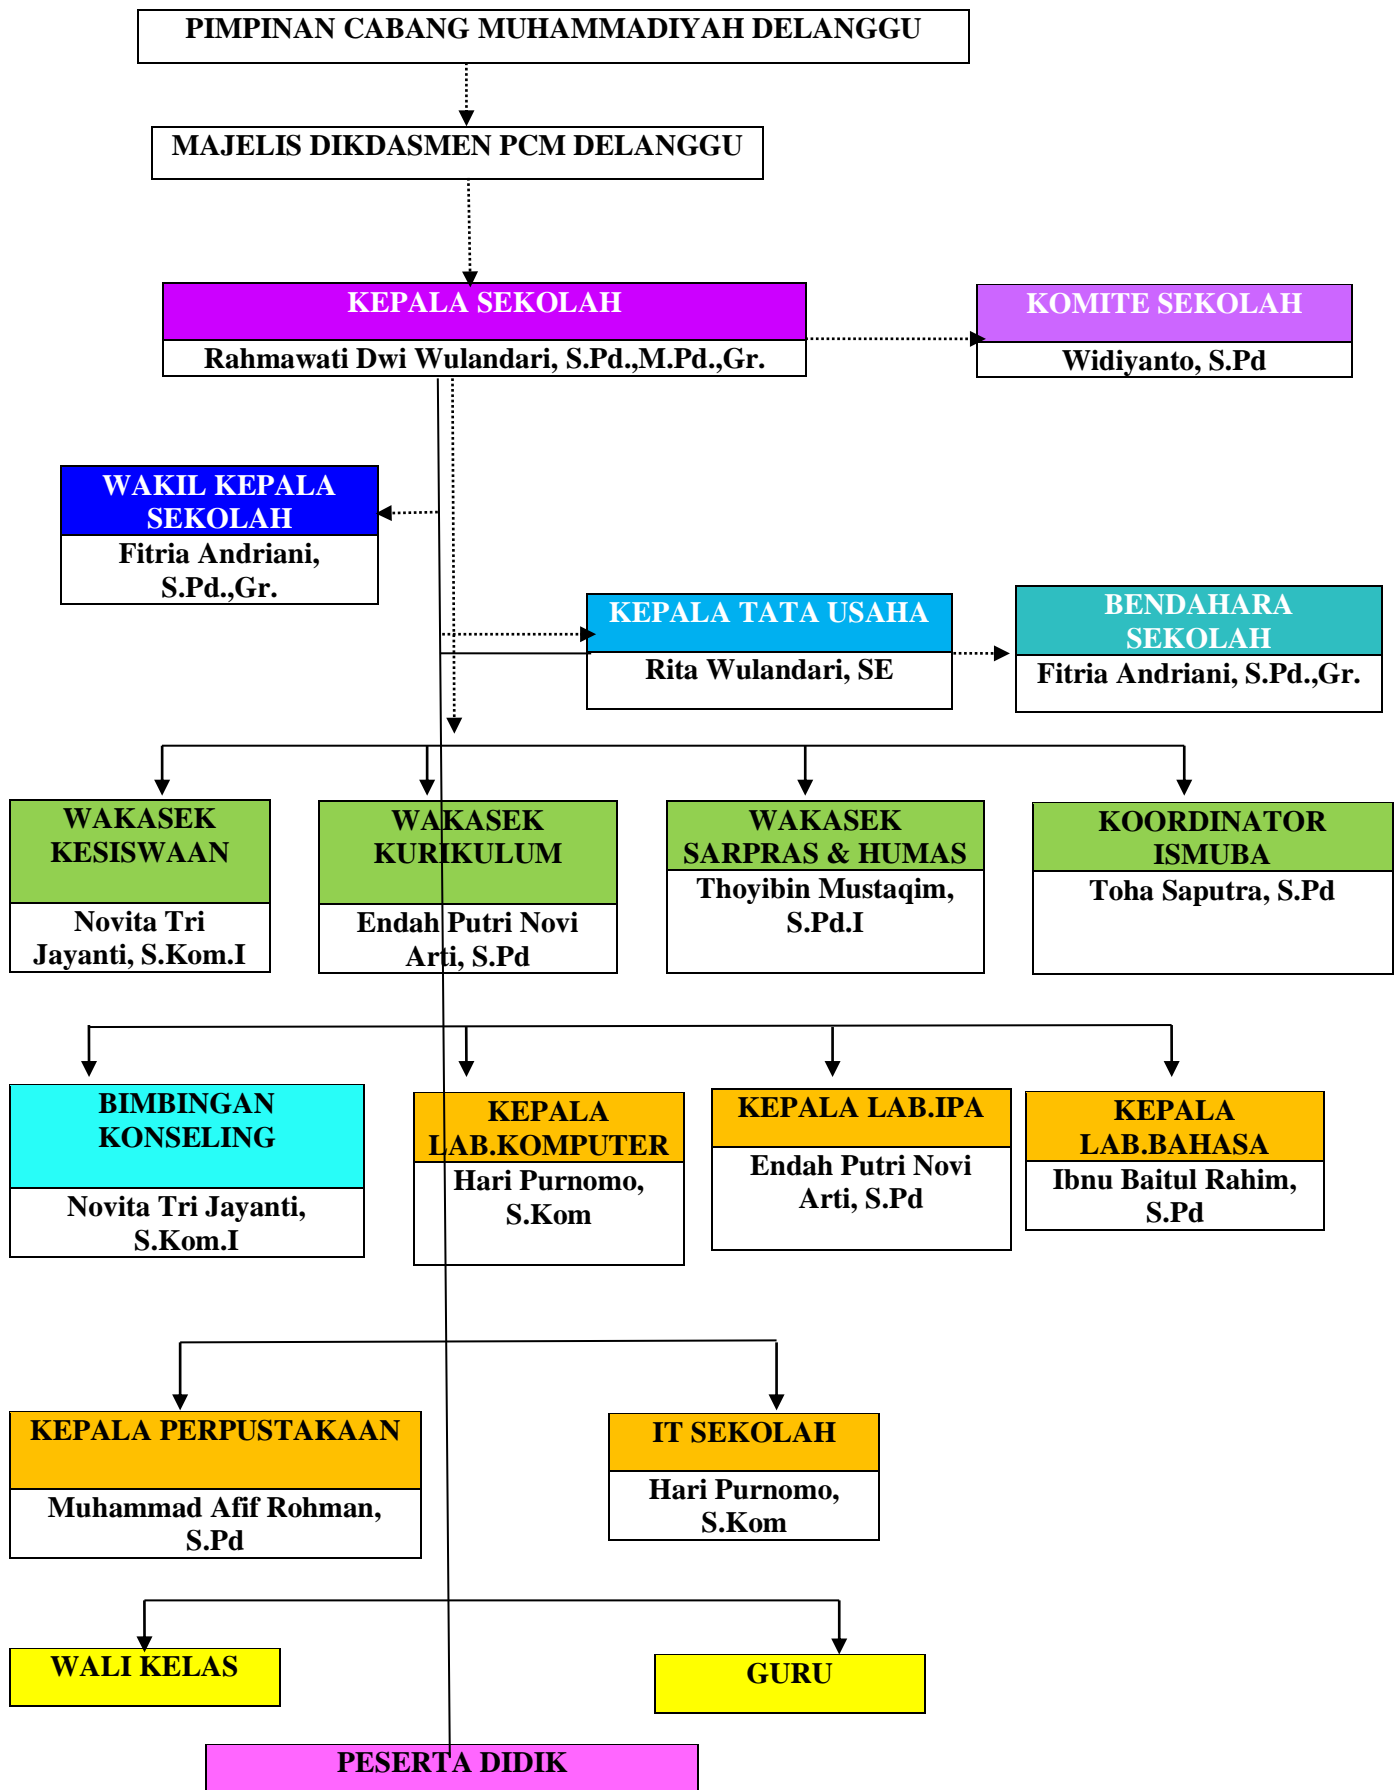 PIMPINAN CABANG MUHAMMADIYAH DELANGGU
MAJELIS DIKDASMEN PCM DELANGGU
KEPALA SEKOLAH
Rahmawati Dwi Wulandari, S.Pd.,M.Pd.,Gr.
KOMITE SEKOLAH
Widiyanto, S.Pd
WAKIL KEPALA
SEKOLAH
Fitria Andriani,
S.Pd.,Gr.
KEPALA TATA USAHA
Rita Wulandari, SE
BENDAHARA
SEKOLAH
Fitria Andriani, S.Pd.,Gr.
WAKASEK
KESISWAAN
Novita Tri
Jayanti, S.Kom.I
WAKASEK
KURIKULUM
Endah Putri Novi
Arti, S.Pd
WAKASEK
SARPRAS & HUMAS
Thoyibin Mustaqim,
S.Pd.I
KOORDINATOR
ISMUBA
Toha Saputra, S.Pd
BIMBINGAN
KONSELING
Novita Tri Jayanti,
S.Kom.I
KEPALA
LAB.KOMPUTER
Hari Purnomo,
S.Kom
KEPALA LAB.IPA
Endah Putri Novi
Arti, S.Pd
KEPALA
LAB.BAHASA
Ibnu Baitul Rahim,
S.Pd
KEPALA PERPUSTAKAAN
Muhammad Afif Rohman,
S.Pd
IT SEKOLAH
Hari Purnomo,
S.Kom
WALI KELAS
GURU
PESERTA DIDIK